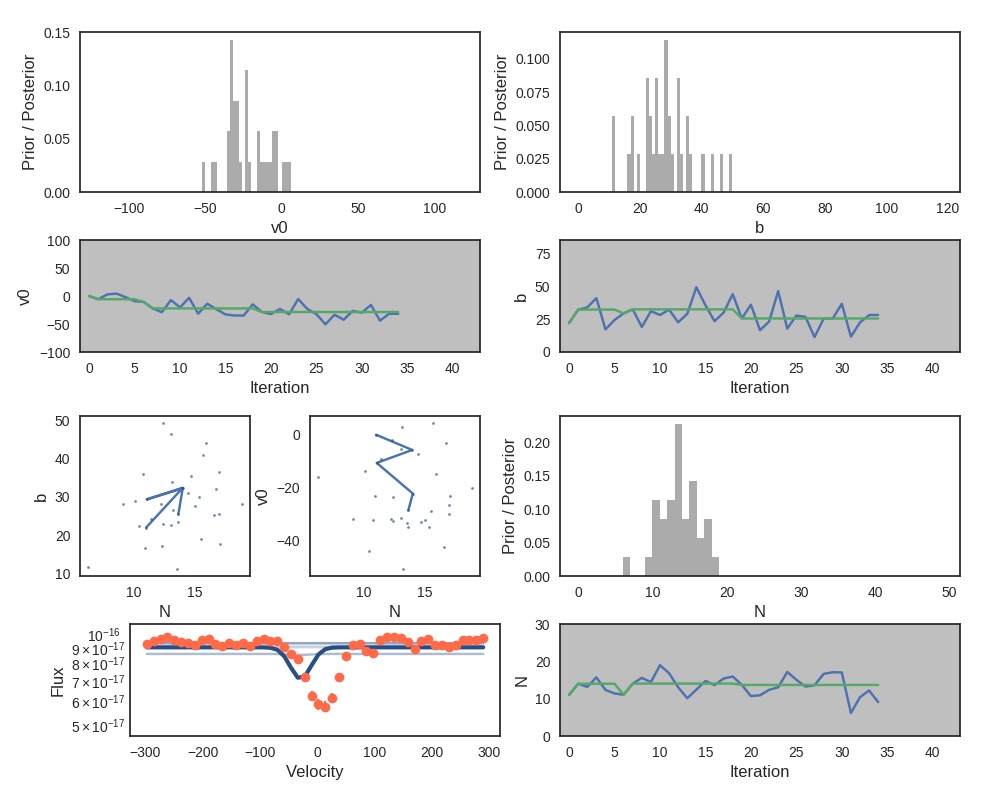 0.15
0.10
0.05
0.00
Prior / Posterior
−100 −50 0 50 100
v0
0.100
0.075
0.050
0.025
0.000
Prior / Posterior
0 20 40 60 80 100 120
b
100
50
0
−50
−100
v0
0 5 10 15 20 25 30 35 40
Iteration
75
50
25
0
b
0 5 10 15 20 25 30 35 40
Iteration
50
40
30
20
10
b
10 15
N
0
−20
−40
v0
10 15
N
0.20
0.15
0.10
0.05
0.00
Prior / Posterior
0 10 20 30 40 50
N
10⁻¹⁶
9 × 10⁻¹⁷
8 × 10⁻¹⁷
7 × 10⁻¹⁷
6 × 10⁻¹⁷
5 × 10⁻¹⁷
Flux
−300 −200 −100 0 100 200 300
Velocity
30
20
10
0
N
0 5 10 15 20 25 30 35 40
Iteration